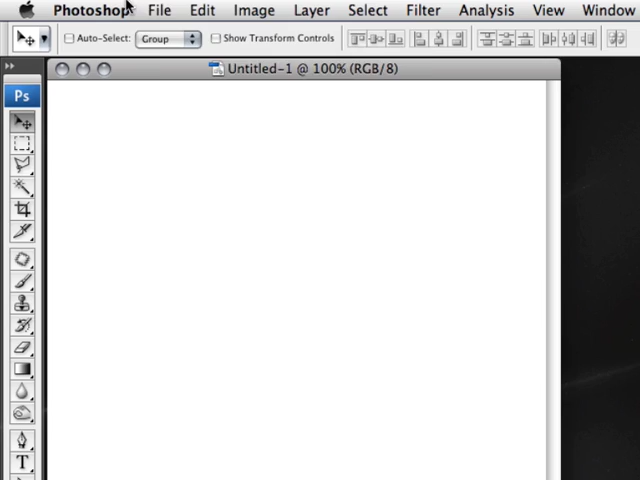 Photoshop File Edit Image Layer Select Filter Analysis View Window
Auto-Select: Group Show Transform Controls
Untitled-1 @ 100% (RGB/8)
Ps
T